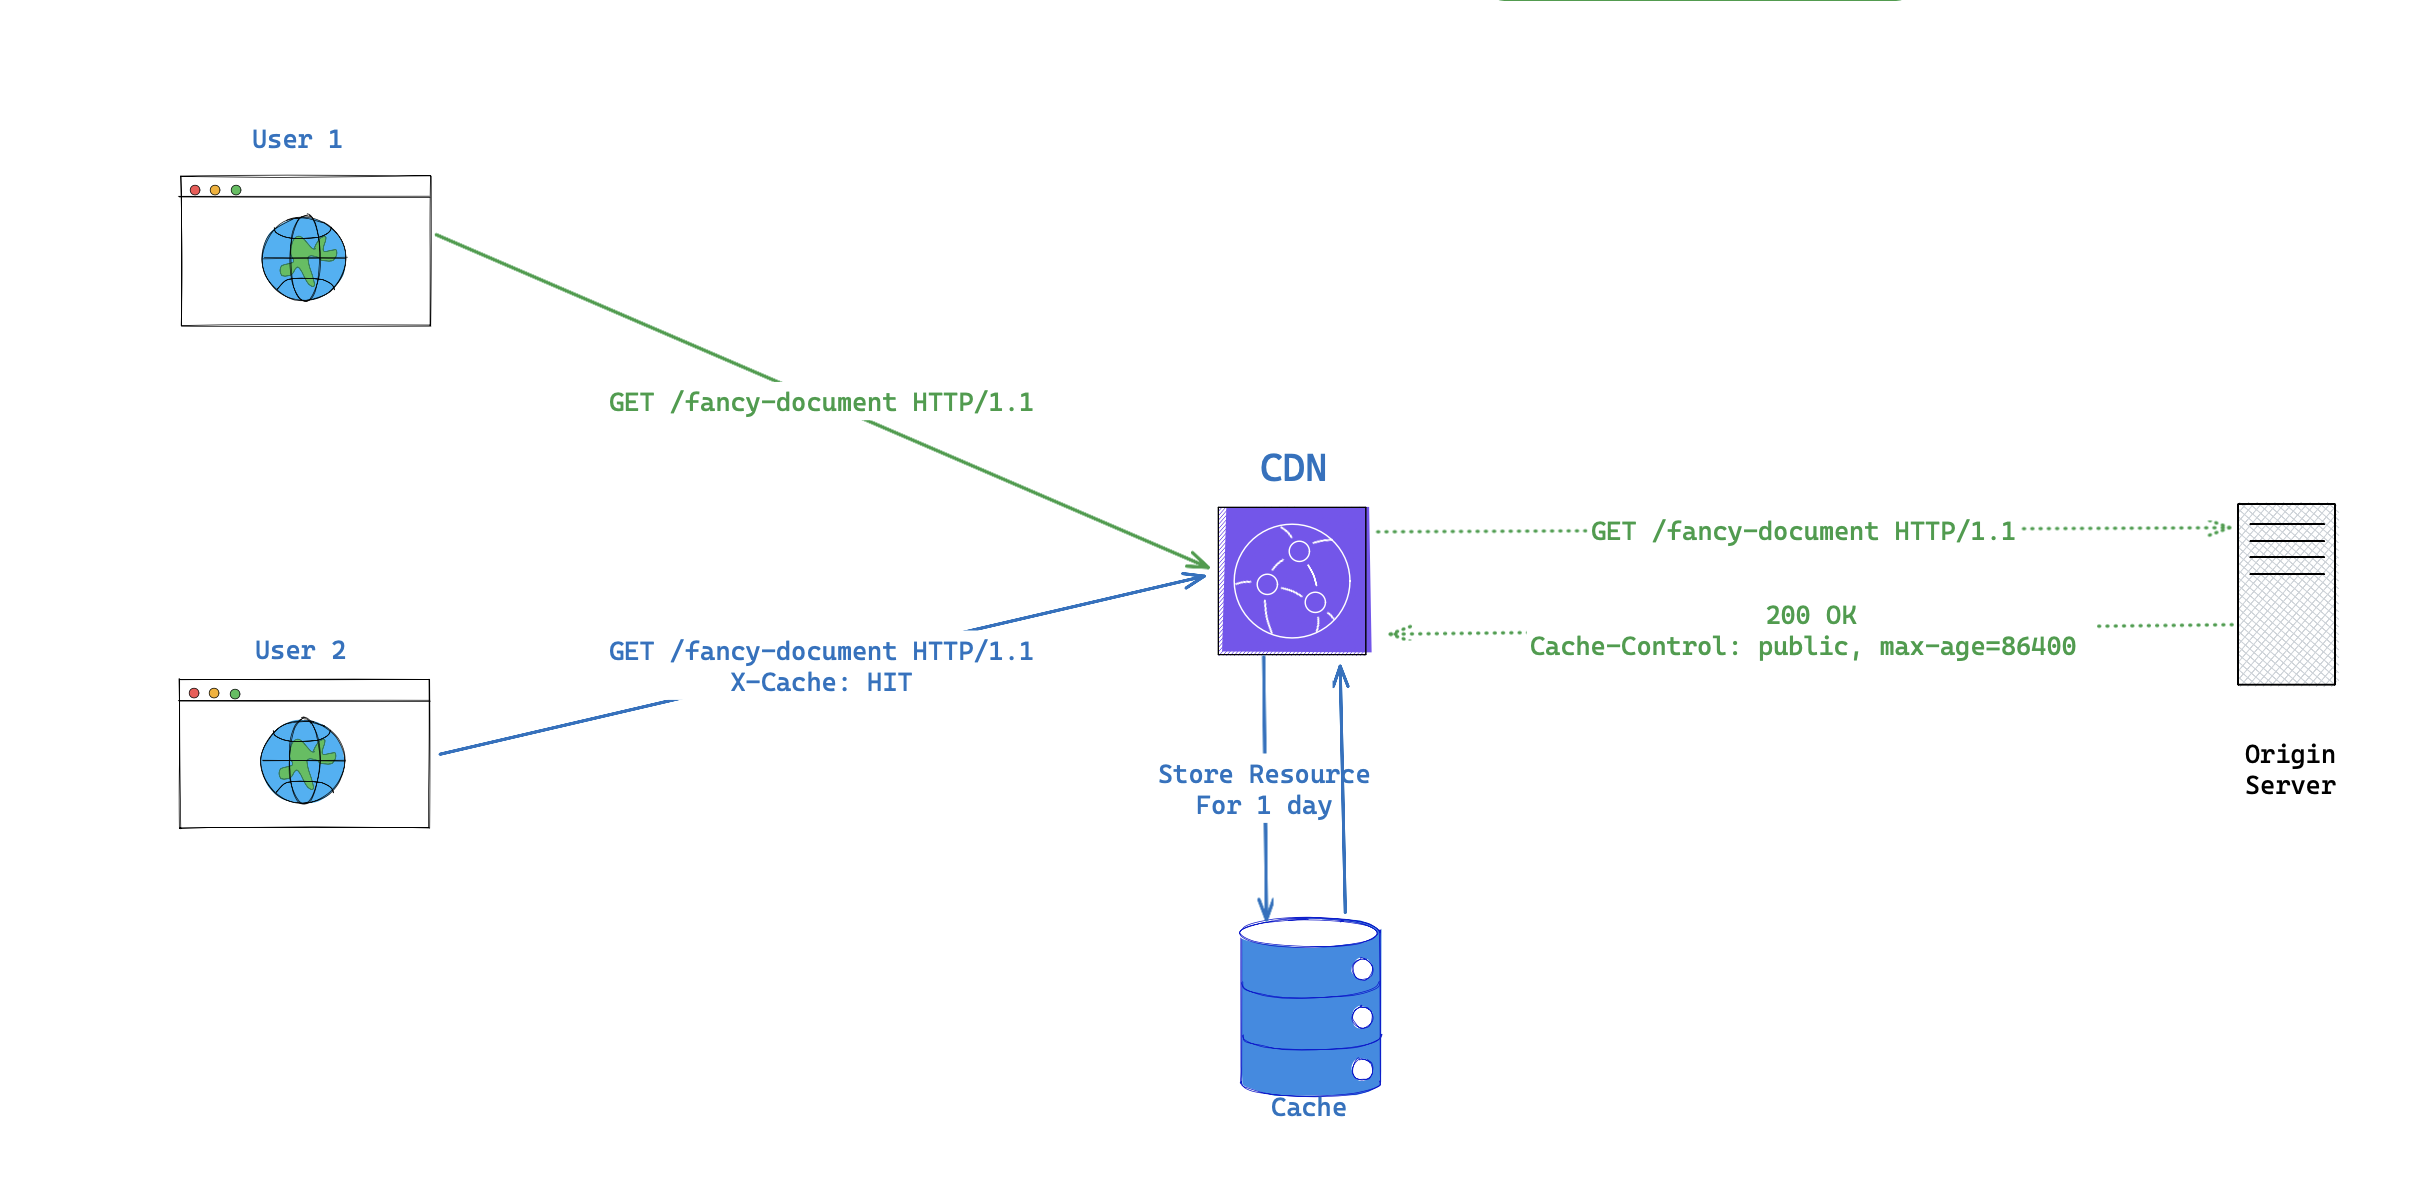 User 1
GET /fancy-document HTTP/1.1
CDN
GET /fancy-document HTTP/1.1
200 OK
Cache-Control: public, max-age=86400
User 2
GET /fancy-document HTTP/1.1
X-Cache: HIT
Origin
Server
Store Resource
For 1 day
Cache